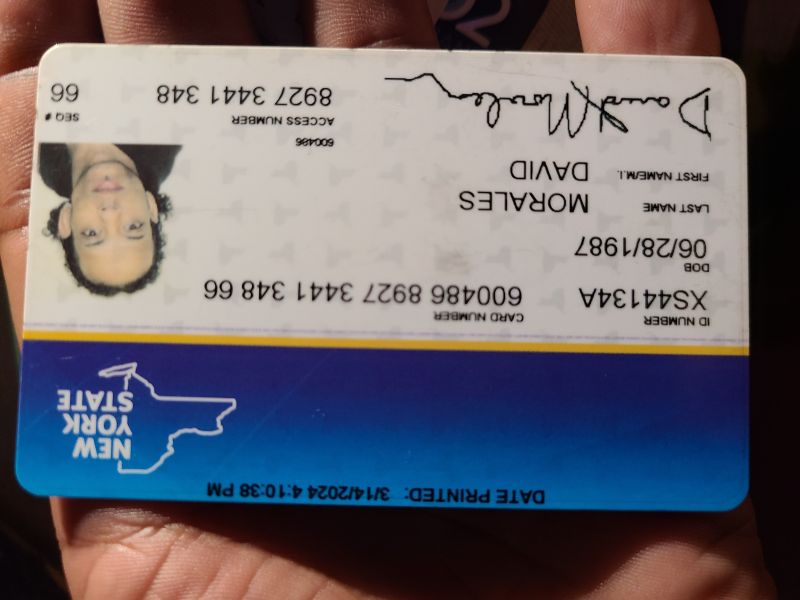 DATE PRINTED: 3/14/2024 4:10:38 PM
NEW
YORK
STATE
ID NUMBER
XS44134A
CARD NUMBER
600486 8927 3441 348 66
DOB
06/28/1987
LAST NAME MORALES
FIRST NAME/M.I. DAVID
600486
David Morales
ACCESS NUMBER
8927 3441 348
SEQ #
66